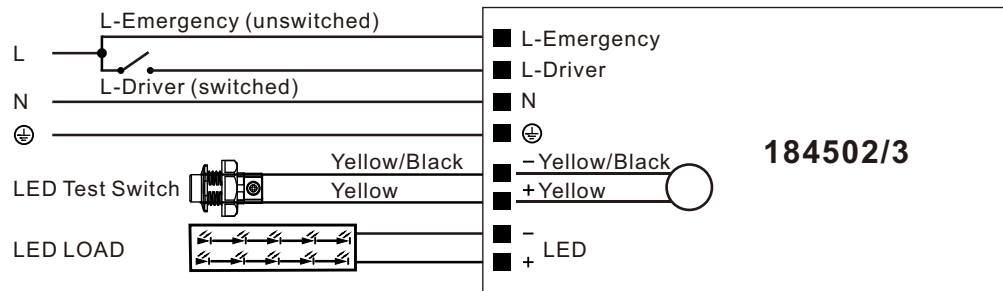 L-Emergency (unswitched)
L-Emergency
L
L-Driver
L-Driver (switched)
N
N
184502/3
Yellow/Black
– Yellow/Black
LED Test Switch
Yellow
+ Yellow
LED LOAD
–
LED
+